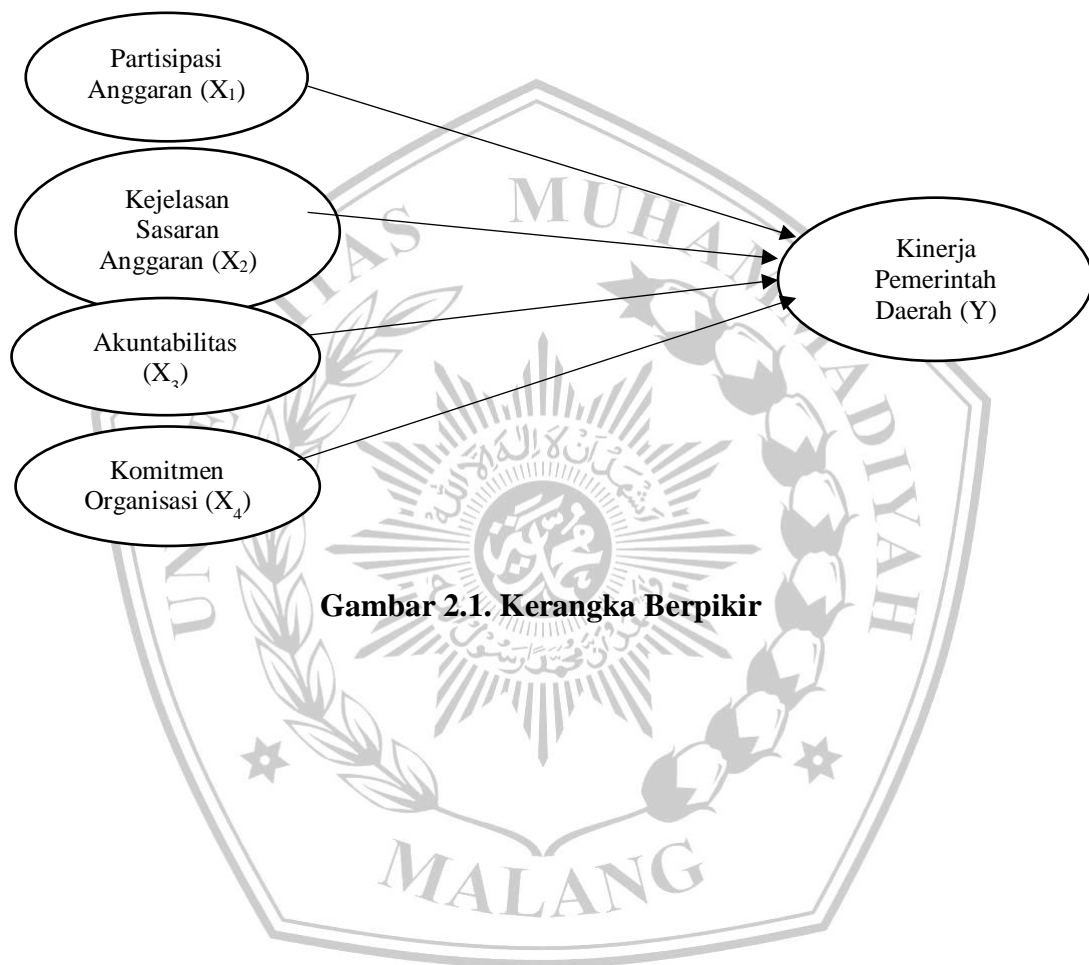 Partisipasi
Anggaran (X₁)
Kejelasan
Sasaran
Anggaran (X₂)
Akuntabilitas
(X₃)
Komitmen
Organisasi (X₄)
Kinerja
Pemerintah
Daerah (Y)
Gambar 2.1. Kerangka Berpikir
MUHAMMADIYAH
MALANG